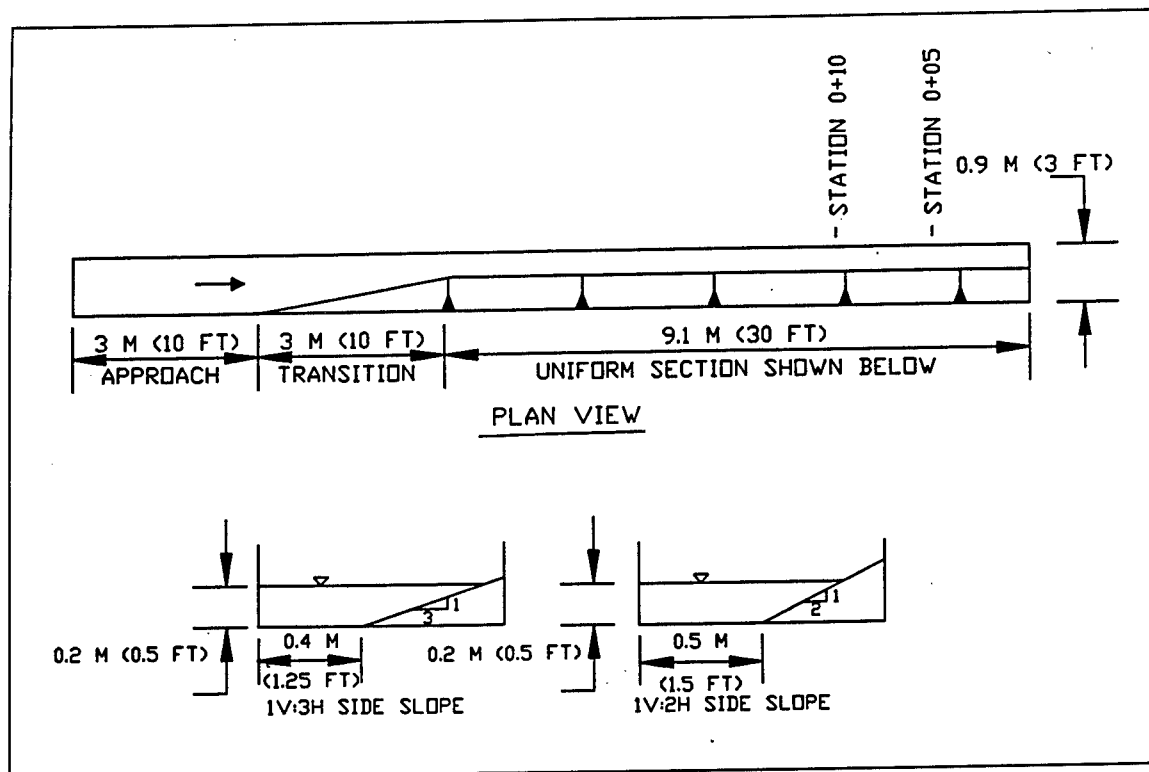 - STATION 0+10
- STATION 0+05
0.9 M (3 FT)
3 M (10 FT)
APPROACH
3 M (10 FT)
TRANSITION
9.1 M (30 FT)
UNIFORM SECTION SHOWN BELOW
PLAN VIEW
0.2 M (0.5 FT)
1
3
0.4 M
(1.25 FT)
1V:3H SIDE SLOPE
0.2 M (0.5 FT)
1
2
0.5 M
(1.5 FT)
1V:2H SIDE SLOPE